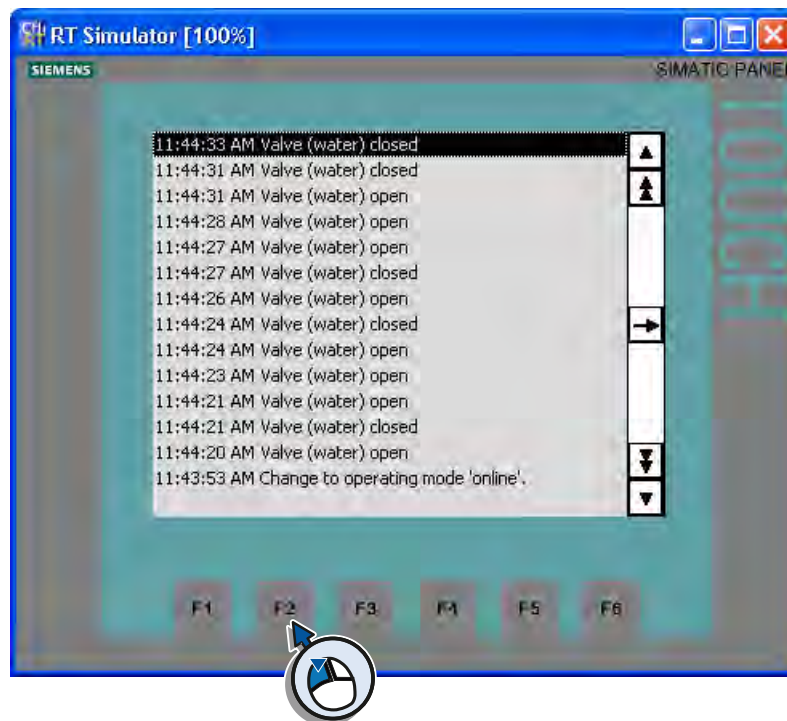 RT Simulator [100%]
SIEMENS
SIMATIC PANEL
TOUCH
11:44:33 AM Valve (water) closed
11:44:31 AM Valve (water) closed
11:44:31 AM Valve (water) open
11:44:28 AM Valve (water) open
11:44:27 AM Valve (water) open
11:44:27 AM Valve (water) closed
11:44:26 AM Valve (water) open
11:44:24 AM Valve (water) closed
11:44:24 AM Valve (water) open
11:44:23 AM Valve (water) open
11:44:21 AM Valve (water) open
11:44:21 AM Valve (water) closed
11:44:20 AM Valve (water) open
11:43:53 AM Change to operating mode 'online'.
F1 F2 F3 F4 F5 F6